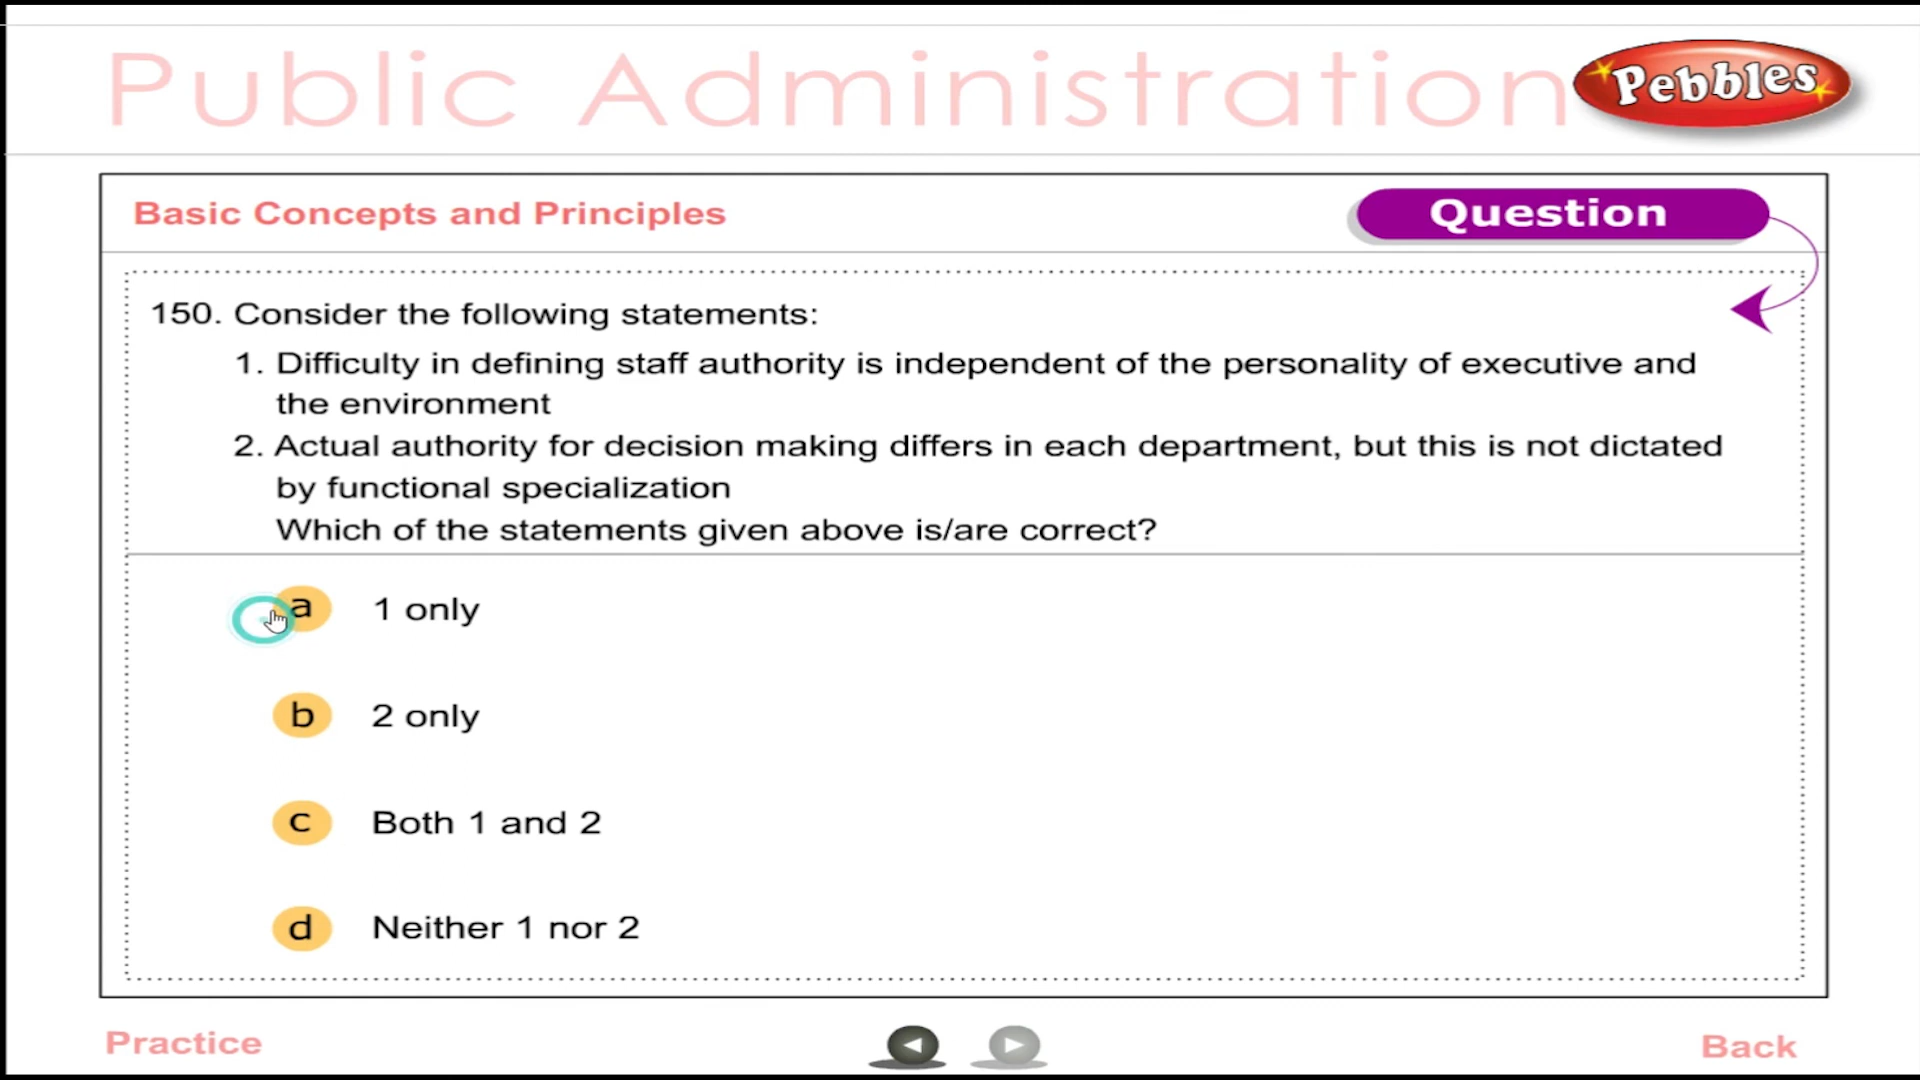 Public Administration
Pebbles
Basic Concepts and Principles
Question
150. Consider the following statements:
1. Difficulty in defining staff authority is independent of the personality of executive and
the environment
2. Actual authority for decision making differs in each department, but this is not dictated
by functional specialization
Which of the statements given above is/are correct?
a 1 only
b 2 only
c Both 1 and 2
d Neither 1 nor 2
Practice
Back